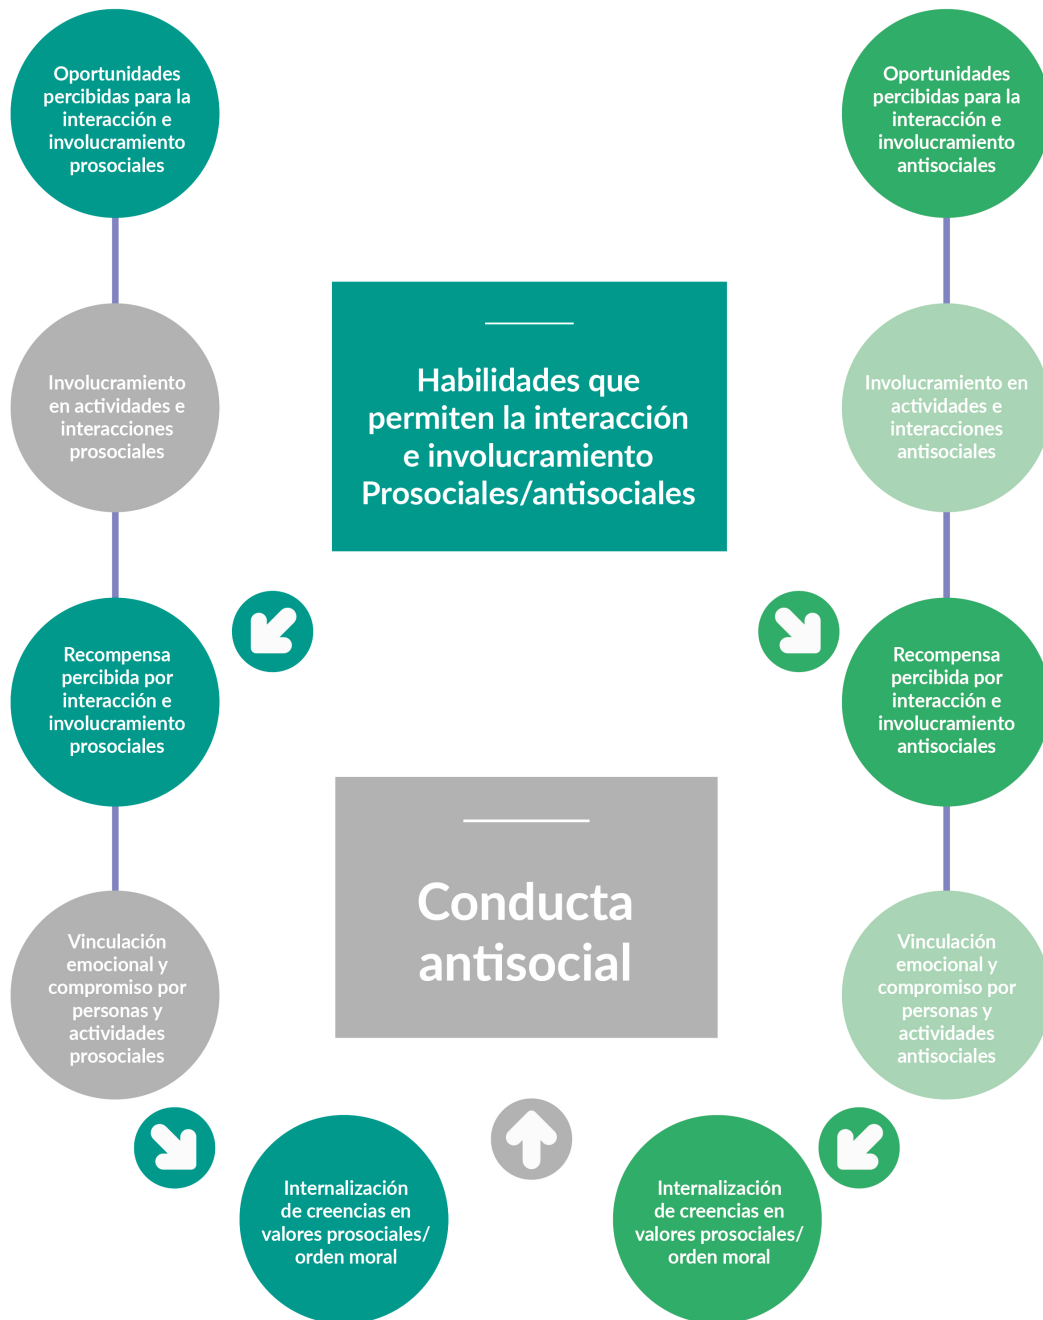 Oportunidades
percibidas para la
interacción e
involucramiento
prosociales
Oportunidades
percibidas para la
interacción e
involucramiento
antisociales
Involucramiento
en actividades e
interacciones
prosociales
Habilidades que
permiten la interacción
e involucramiento
Prosociales/antisociales
Involucramiento en
actividades e
interacciones
antisociales
Recompensa
percibida por
interacción e
involucramiento
prosociales
Recompensa
percibida por
interacción e
involucramiento
antisociales
Conducta
antisocial
Vinculación
emocional y
compromiso por
personas y
actividades
prosociales
Vinculación
emocional y
compromiso por
personas y
actividades
antisociales
Internalización
de creencias en
valores prosociales/
orden moral
Internalización
de creencias en
valores prosociales/
orden moral